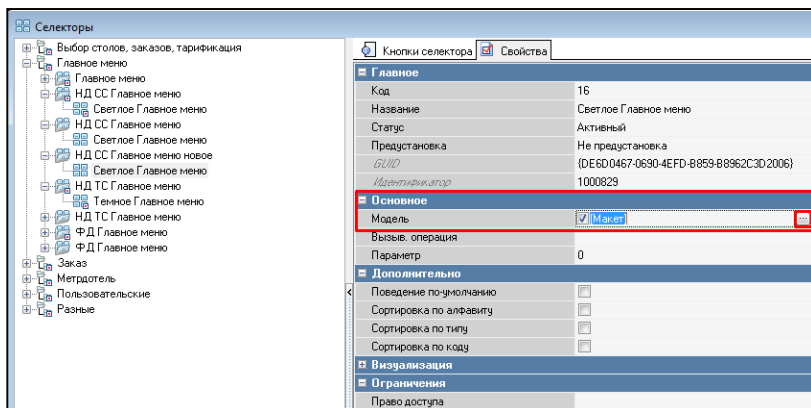 Селекторы
Выбор столов, заказов, тарификация
Главное меню
Главное меню
НД СС Главное меню
Светлое Главное меню
НД СС Главное меню
Светлое Главное меню
НД СС Главное меню новое
Светлое Главное меню
НД ТС Главное меню
Темное Главное меню
НД ТС Главное меню
ФД Главное меню
ФД Главное меню
Заказ
Метрдотель
Пользовательские
Разные
Кнопки селектора Свойства
Главное
Код 16
Название Светлое Главное меню
Статус Активный
Предустановка Не предустановка
GUID {DE6D0467-0690-4EFD-B859-B8962C3D2006}
Идентификатор 1000829
Основное
Модель [Макет] ...
Вызыв. операция
Параметр 0
Дополнительно
Поведение по-умолчанию
Сортировка по алфавиту
Сортировка по типу
Сортировка по коду
Визуализация
Ограничения
Право доступа